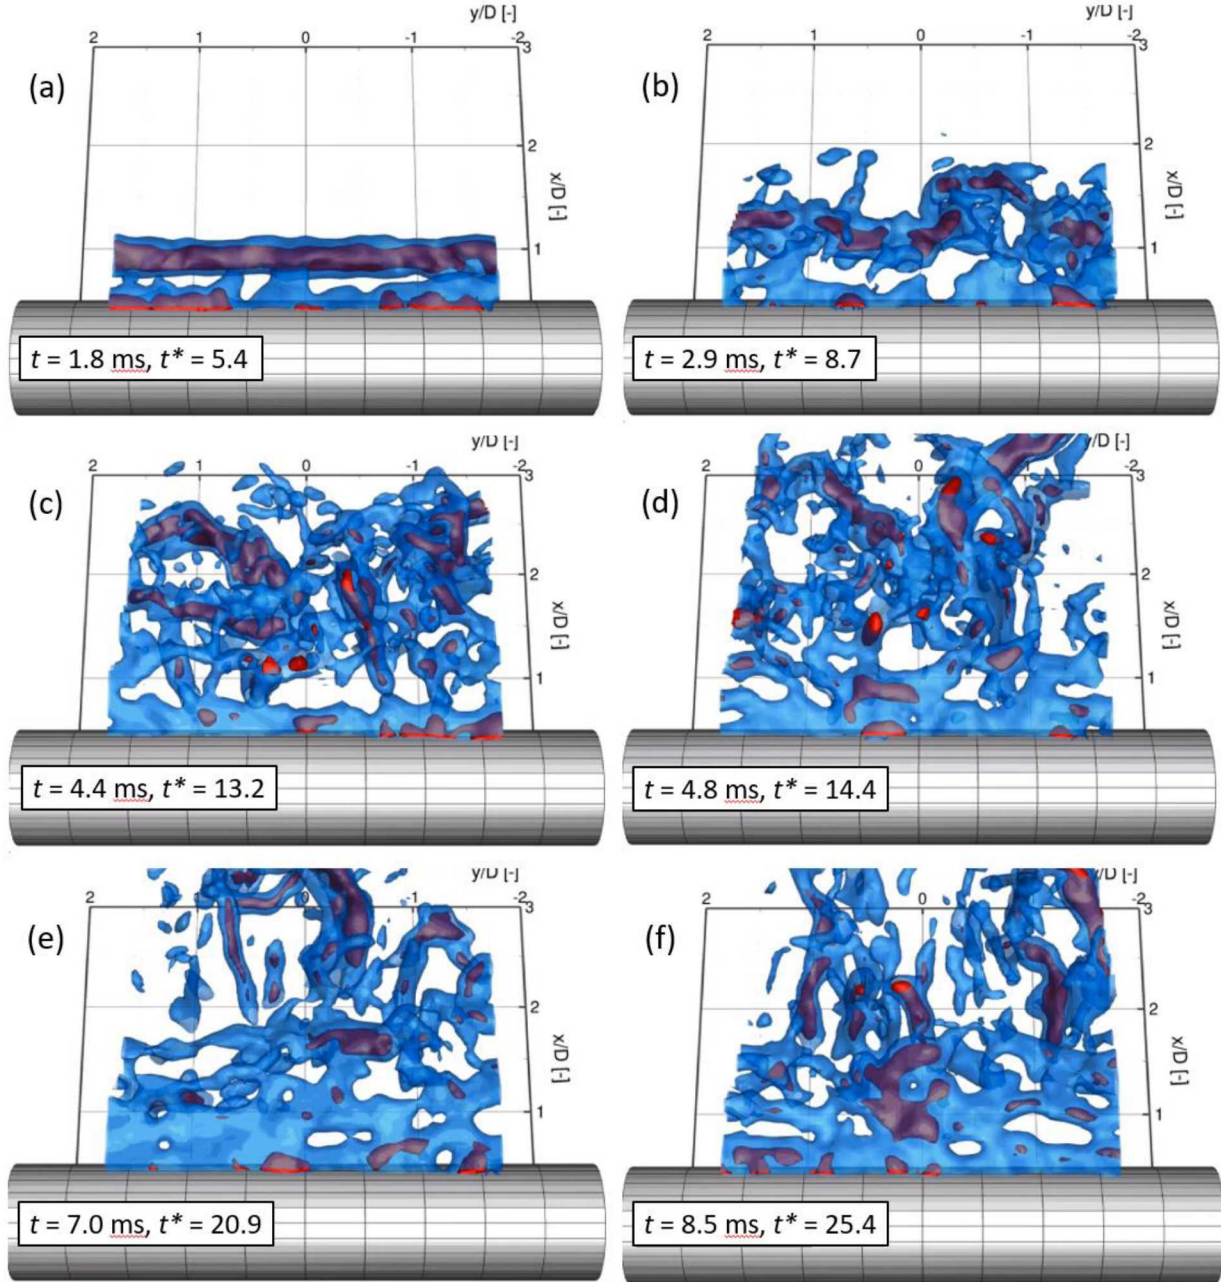 y/D [-]
2 1 0 -1 -2
3
(a)
2
x/D [-]
1
t = 1.8 ms, t* = 5.4
y/D [-]
2 1 0 -1 -2
3
(b)
2
x/D [-]
1
t = 2.9 ms, t* = 8.7
y/D [-]
2 1 0 -1 -2
3
(c)
2
x/D [-]
1
t = 4.4 ms, t* = 13.2
y/D [-]
2 1 0 -1 -2
3
(d)
2
x/D [-]
1
t = 4.8 ms, t* = 14.4
y/D [-]
2 1 0 -1 -2
3
(e)
2
x/D [-]
1
t = 7.0 ms, t* = 20.9
y/D [-]
2 1 0 -1 -2
3
(f)
2
x/D [-]
1
t = 8.5 ms, t* = 25.4